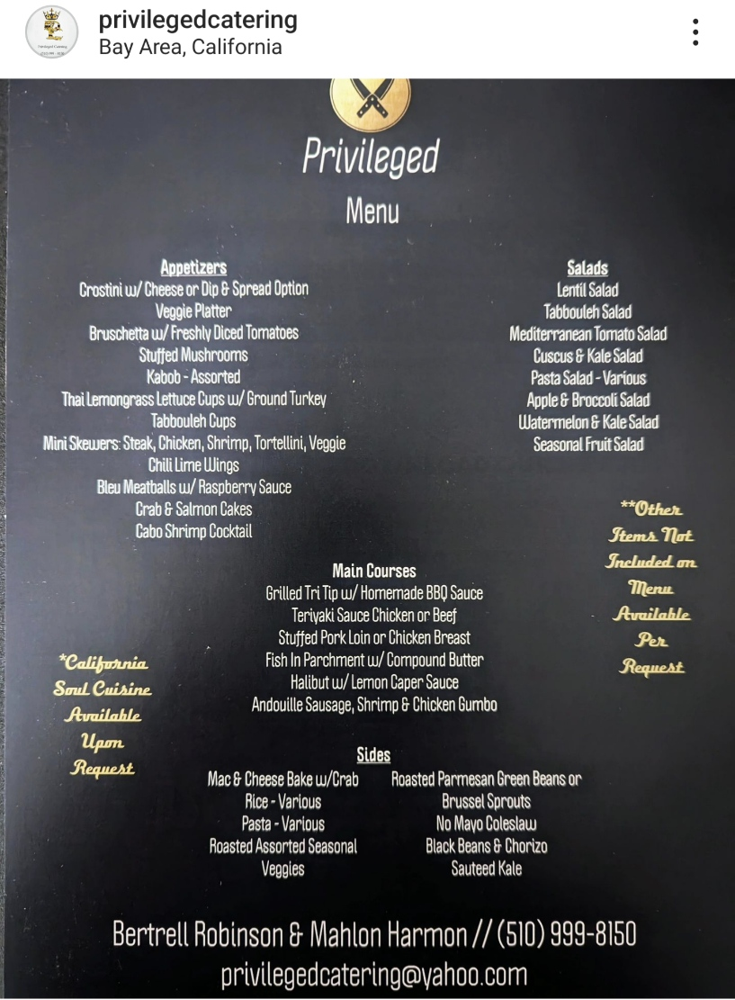 privilegedcatering
Bay Area, California
Privileged
Menu
Appetizers
Crostini w/ Cheese or Dip & Spread Option
Veggie Platter
Bruschetta w/ Freshly Diced Tomatoes
Stuffed Mushrooms
Kabob - Assorted
Thai Lemongrass Lettuce Cups w/ Ground Turkey
Tabbouleh Cups
Mini Skewers: Steak, Chicken, Shrimp, Tortellini, Veggie
Chili Lime Wings
Bleu Meatballs w/ Raspberry Sauce
Crab & Salmon Cakes
Cabo Shrimp Cocktail
Salads
Lentil Salad
Tabbouleh Salad
Mediterranean Tomato Salad
Cuscus & Kale Salad
Pasta Salad - Various
Apple & Broccoli Salad
Watermelon & Kale Salad
Seasonal Fruit Salad
**Other
Items Not
Included on
Menu
Available
Per
Request
Main Courses
Grilled Tri Tip w/ Homemade BBQ Sauce
Teriyaki Sauce Chicken or Beef
Stuffed Pork Loin or Chicken Breast
Fish In Parchment w/ Compound Butter
Halibut w/ Lemon Caper Sauce
Andouille Sausage, Shrimp & Chicken Gumbo
*California
Soul Cuisine
Available
Upon
Request
Sides
Mac & Cheese Bake w/Crab
Rice - Various
Pasta - Various
Roasted Assorted Seasonal
Veggies
Roasted Parmesan Green Beans or
Brussel Sprouts
No Mayo Coleslaw
Black Beans & Chorizo
Sauteed Kale
Bertrell Robinson & Mahlon Harmon // (510) 999-8150
privilegedcatering@yahoo.com